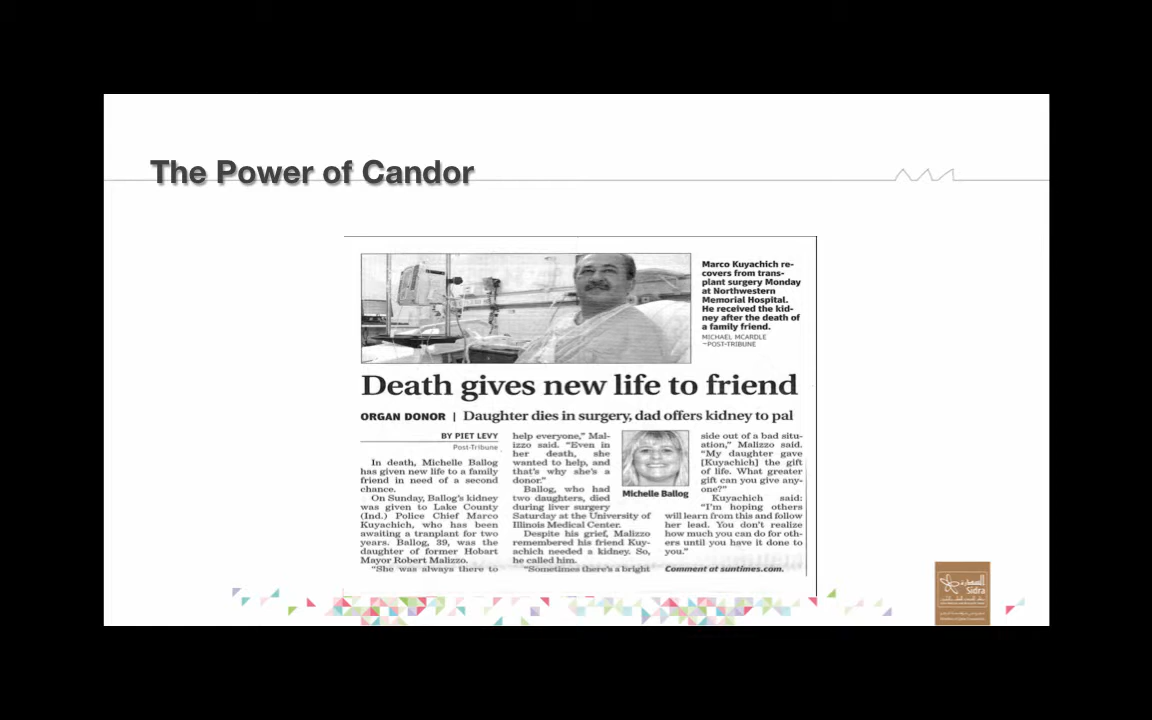 The Power of Candor
Marco Kuyachich re-
covers from trans-
plant surgery Monday
at Northwestern
Memorial Hospital.
He received the kid-
ney after the death of
a family friend.
MICHAEL MCARDLE
~POST-TRIBUNE
Death gives new life to friend
ORGAN DONOR | Daughter dies in surgery, dad offers kidney to pal
BY PIET LEVY
Post-Tribune
In death, Michelle Ballog
has given new life to a family
friend in need of a second
chance.
On Sunday, Ballog's kidney
was given to Lake County
(Ind.) Police Chief Marco
Kuyachich, who has been
awaiting a tranplant for two
years. Ballog, 39, was the
daughter of former Hobart
Mayor Robert Malizzo.
"She was always there to
help everyone," Mal-
izzo said. "Even in
her death, she
wanted to help, and
that's why she's a
donor."
Ballog, who had
two daughters, died
during liver surgery
Saturday at the University of
Illinois Medical Center.
Despite his grief, Malizzo
remembered his friend Kuy-
achich needed a kidney. So,
he called him.
"Sometimes there's a bright
Michelle Ballog
side out of a bad situ-
ation," Malizzo said.
"My daughter gave
[Kuyachich] the gift
of life. What greater
gift can you give any-
one?"
Kuyachich said:
"I'm hoping others
will learn from this and follow
her lead. You don't realize
how much you can do for oth-
ers until you have it done to
you."
Comment at suntimes.com.
السدرة
Sidra